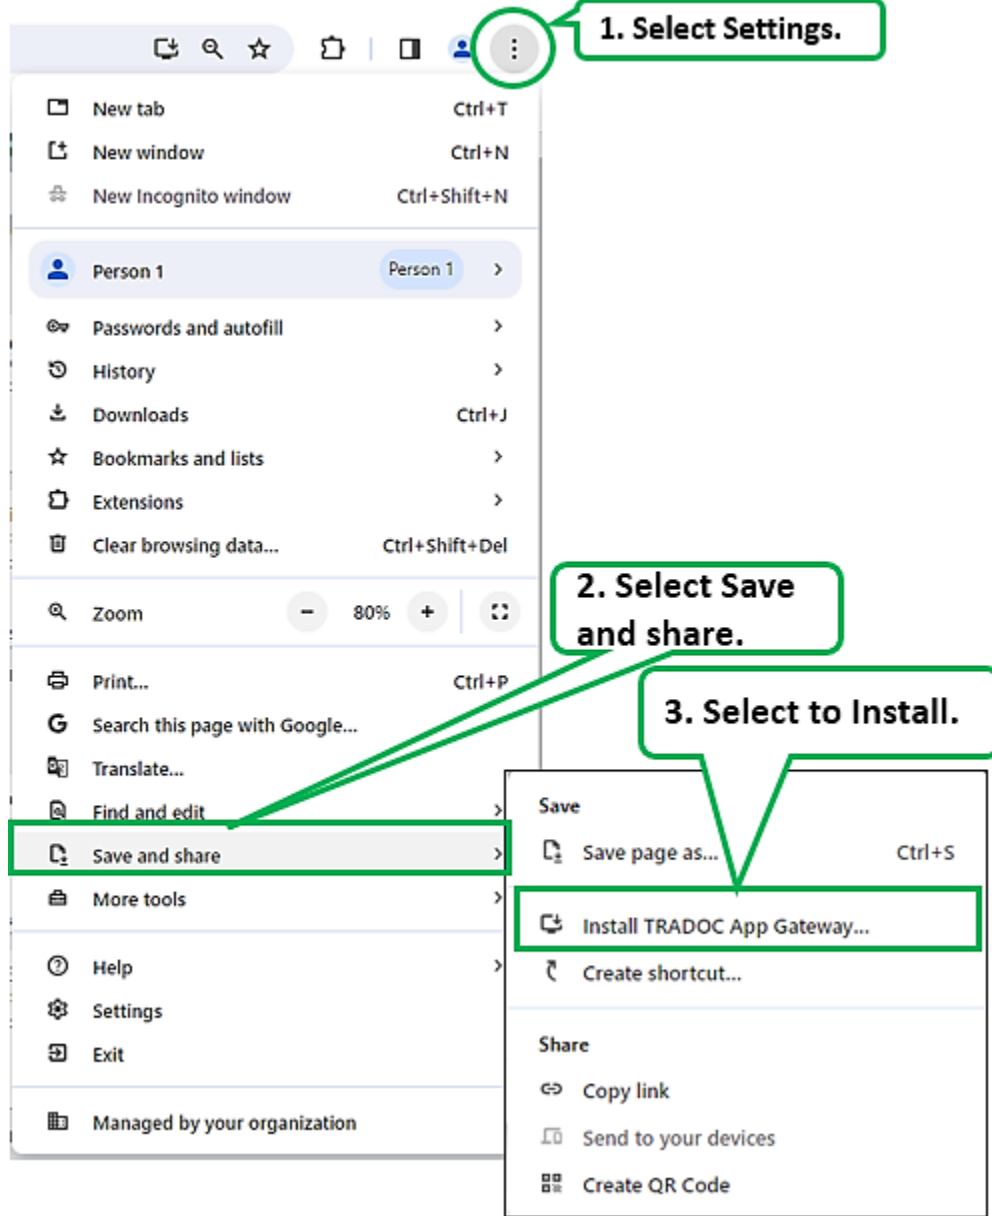 1. Select Settings.
New tab Ctrl+T
New window Ctrl+N
New Incognito window Ctrl+Shift+N
Person 1 Person 1
Passwords and autofill
History
Downloads Ctrl+J
Bookmarks and lists
Extensions
Clear browsing data... Ctrl+Shift+Del
Zoom - 80% +
2. Select Save
and share.
Print... Ctrl+P
Search this page with Google...
Translate...
Find and edit
Save and share
More tools
Help
Settings
Exit
Managed by your organization
3. Select to Install.
Save
Save page as... Ctrl+S
Install TRADOC App Gateway...
Create shortcut...
Share
Copy link
Send to your devices
Create QR Code